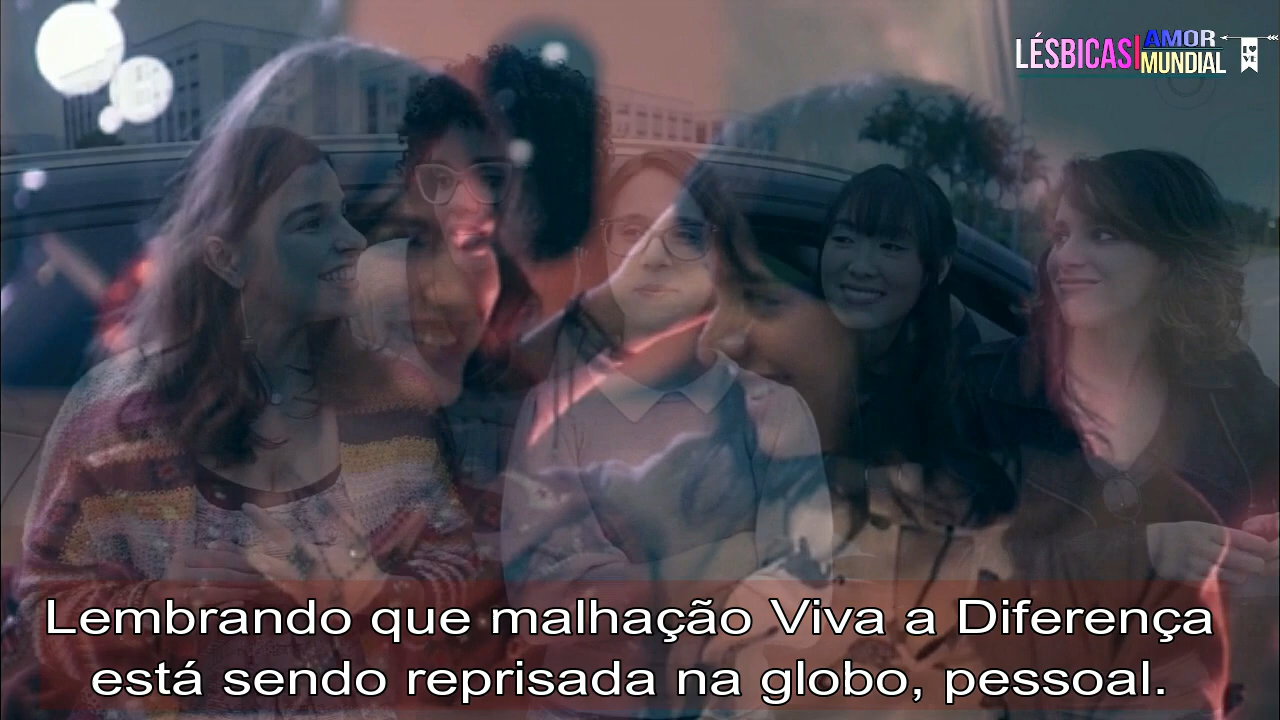 LÉSBICAS|AMOR
MUNDIAL
Lembrando que malhação Viva a Diferença
está sendo reprisada na globo, pessoal.